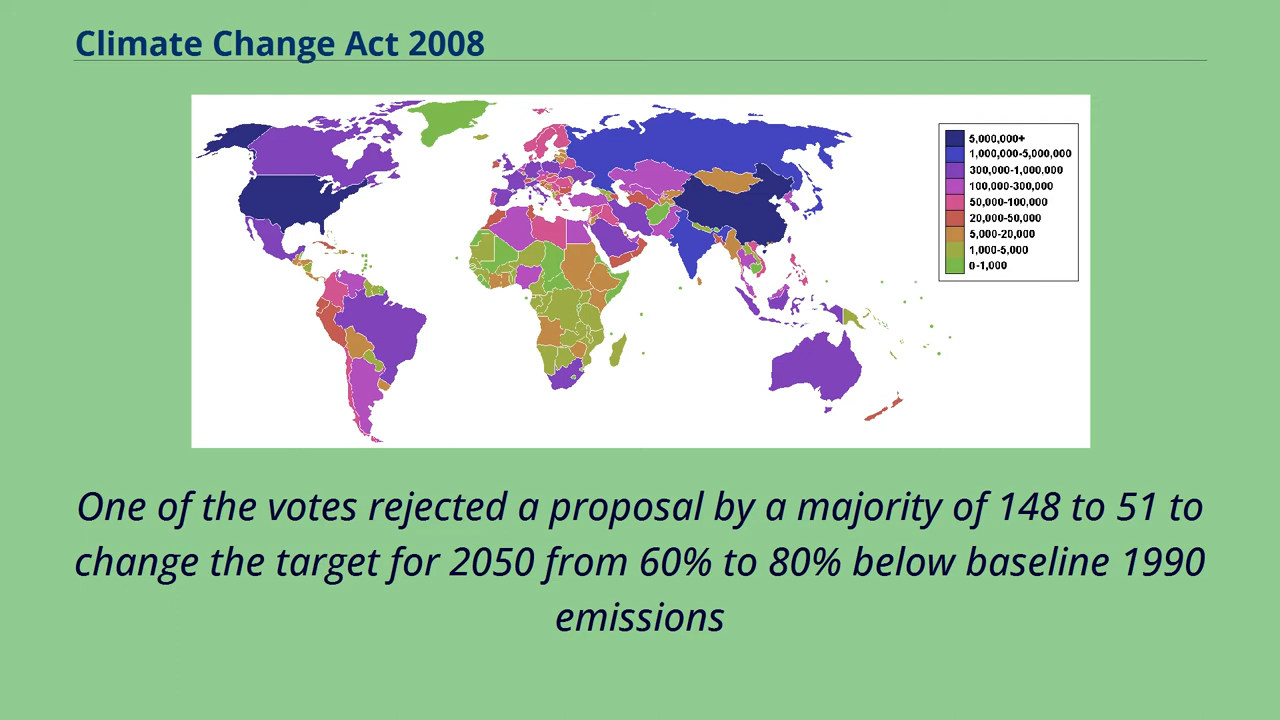 Climate Change Act 2008
5,000,000+
1,000,000-5,000,000
300,000-1,000,000
100,000-300,000
50,000-100,000
20,000-50,000
5,000-20,000
1,000-5,000
0-1,000
One of the votes rejected a proposal by a majority of 148 to 51 to
change the target for 2050 from 60% to 80% below baseline 1990
emissions